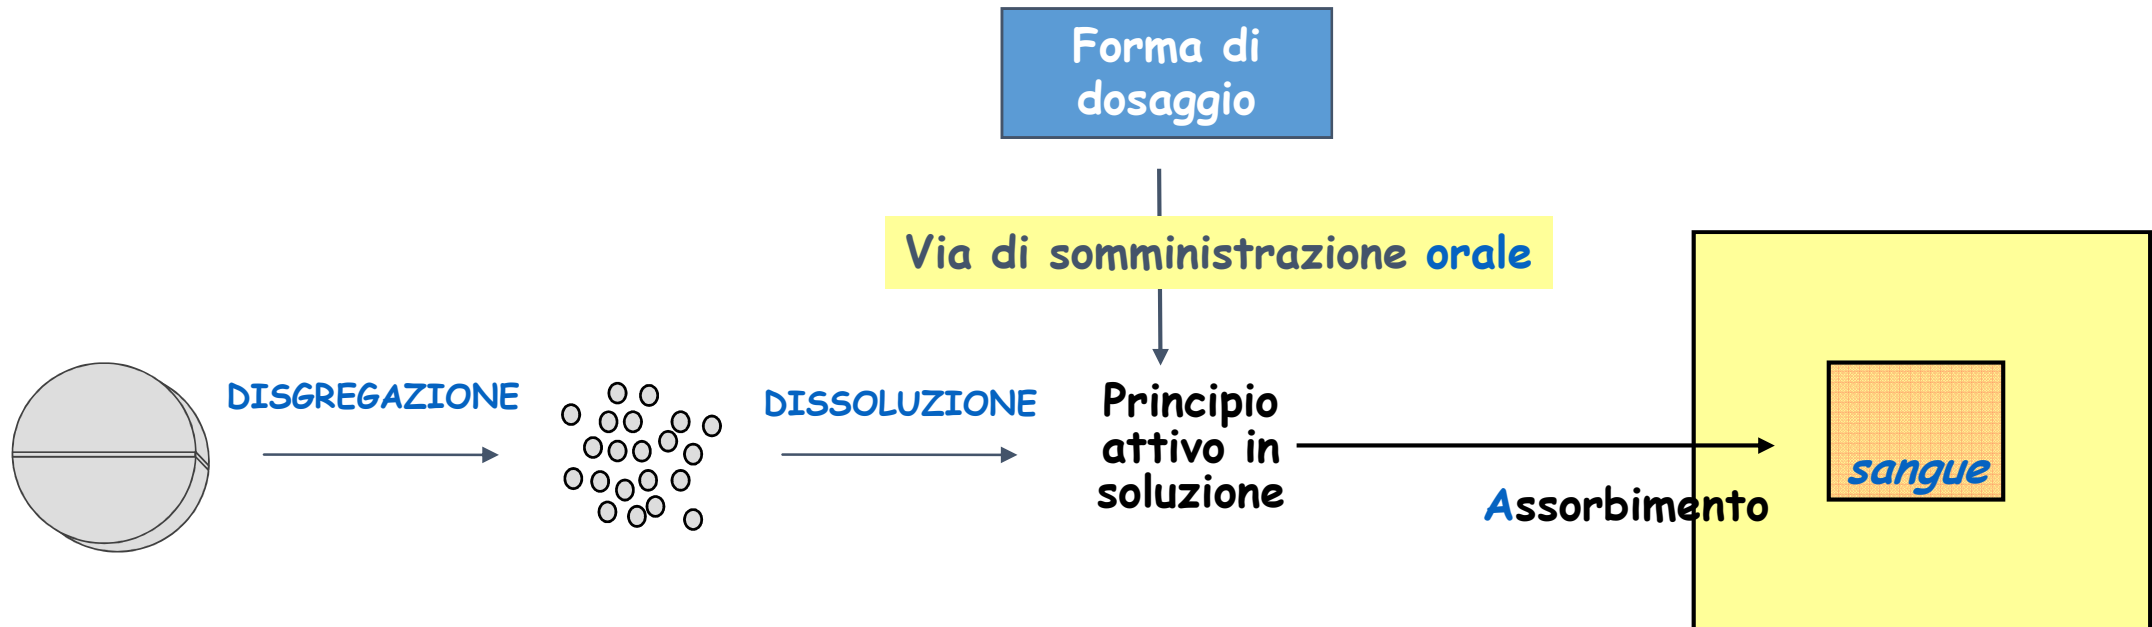 Forma di
dosaggio
Via di somministrazione orale
DISGREGAZIONE
DISSOLUZIONE
Principio
attivo in
soluzione
Assorbimento
sangue